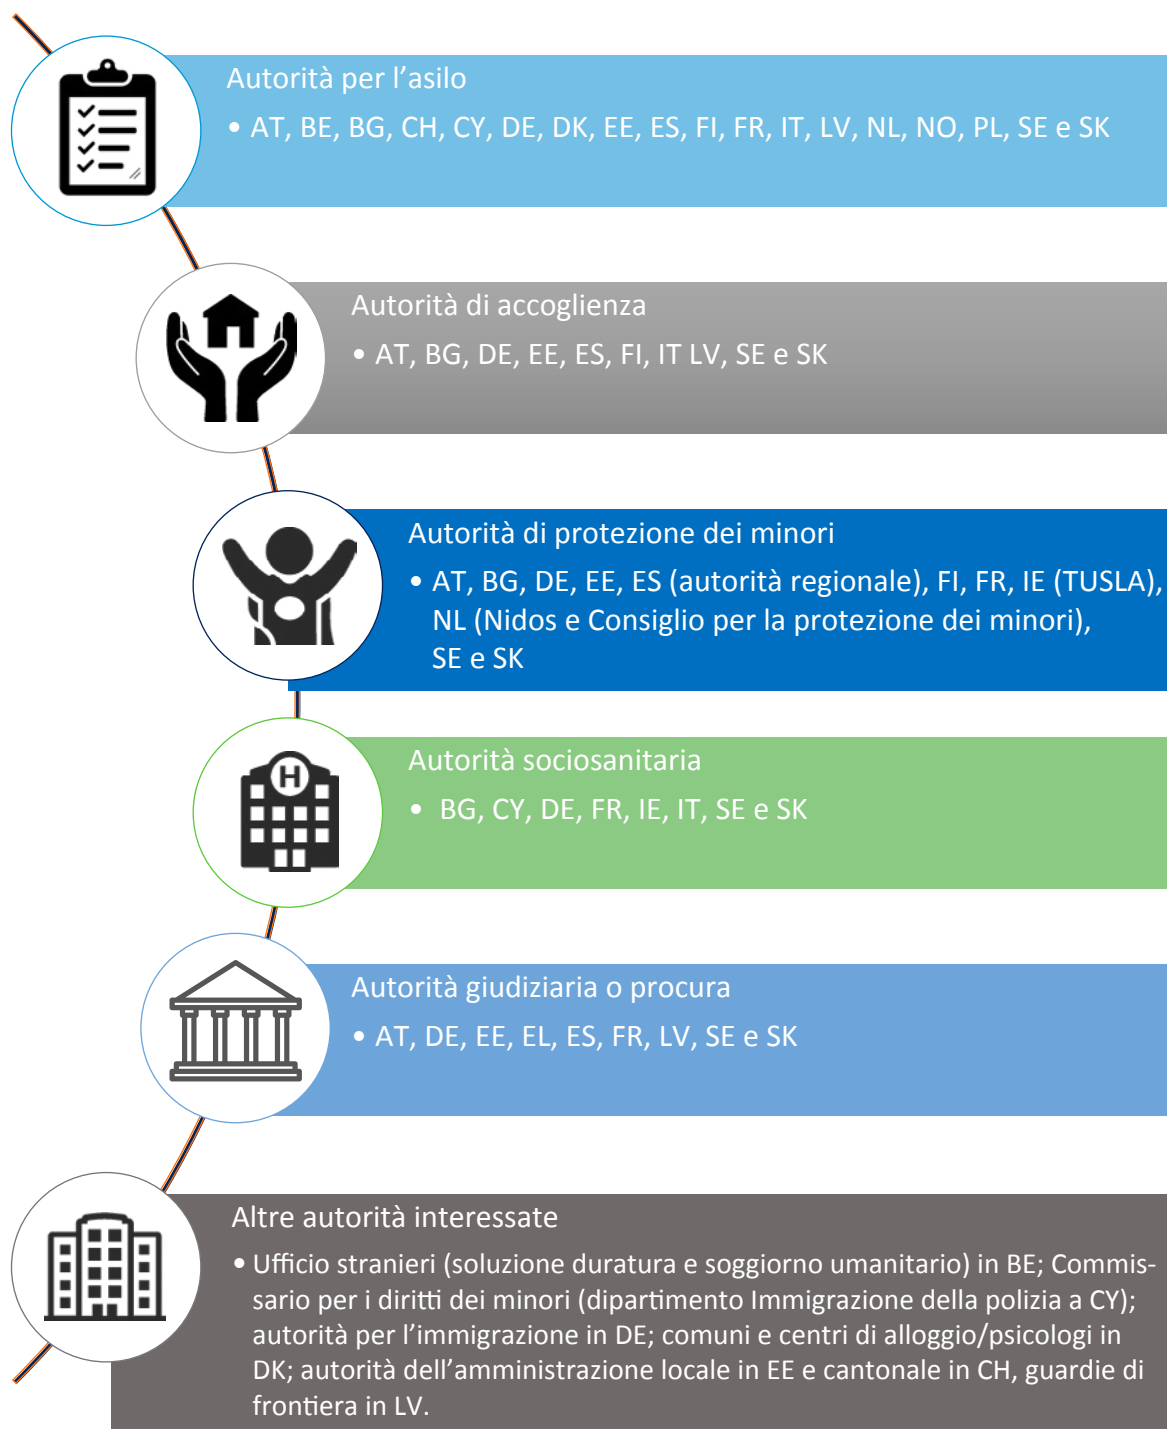 Autorità per l’asilo
• AT, BE, BG, CH, CY, DE, DK, EE, ES, FI, FR, IT, LV, NL, NO, PL, SE e SK
Autorità di accoglienza
• AT, BG, DE, EE, ES, FI, IT LV, SE e SK
Autorità di protezione dei minori
• AT, BG, DE, EE, ES (autorità regionale), FI, FR, IE (TUSLA),
NL (Nidos e Consiglio per la protezione dei minori),
SE e SK
H
Autorità sociosanitaria
• BG, CY, DE, FR, IE, IT, SE e SK
Autorità giudiziaria o procura
• AT, DE, EE, EL, ES, FR, LV, SE e SK
Altre autorità interessate
• Ufficio stranieri (soluzione duratura e soggiorno umanitario) in BE; Commis-
sario per i diritti dei minori (dipartimento Immigrazione della polizia a CY);
autorità per l’immigrazione in DE; comuni e centri di alloggio/psicologi in
DK; autorità dell’amministrazione locale in EE e cantonale in CH, guardie di
frontiera in LV.